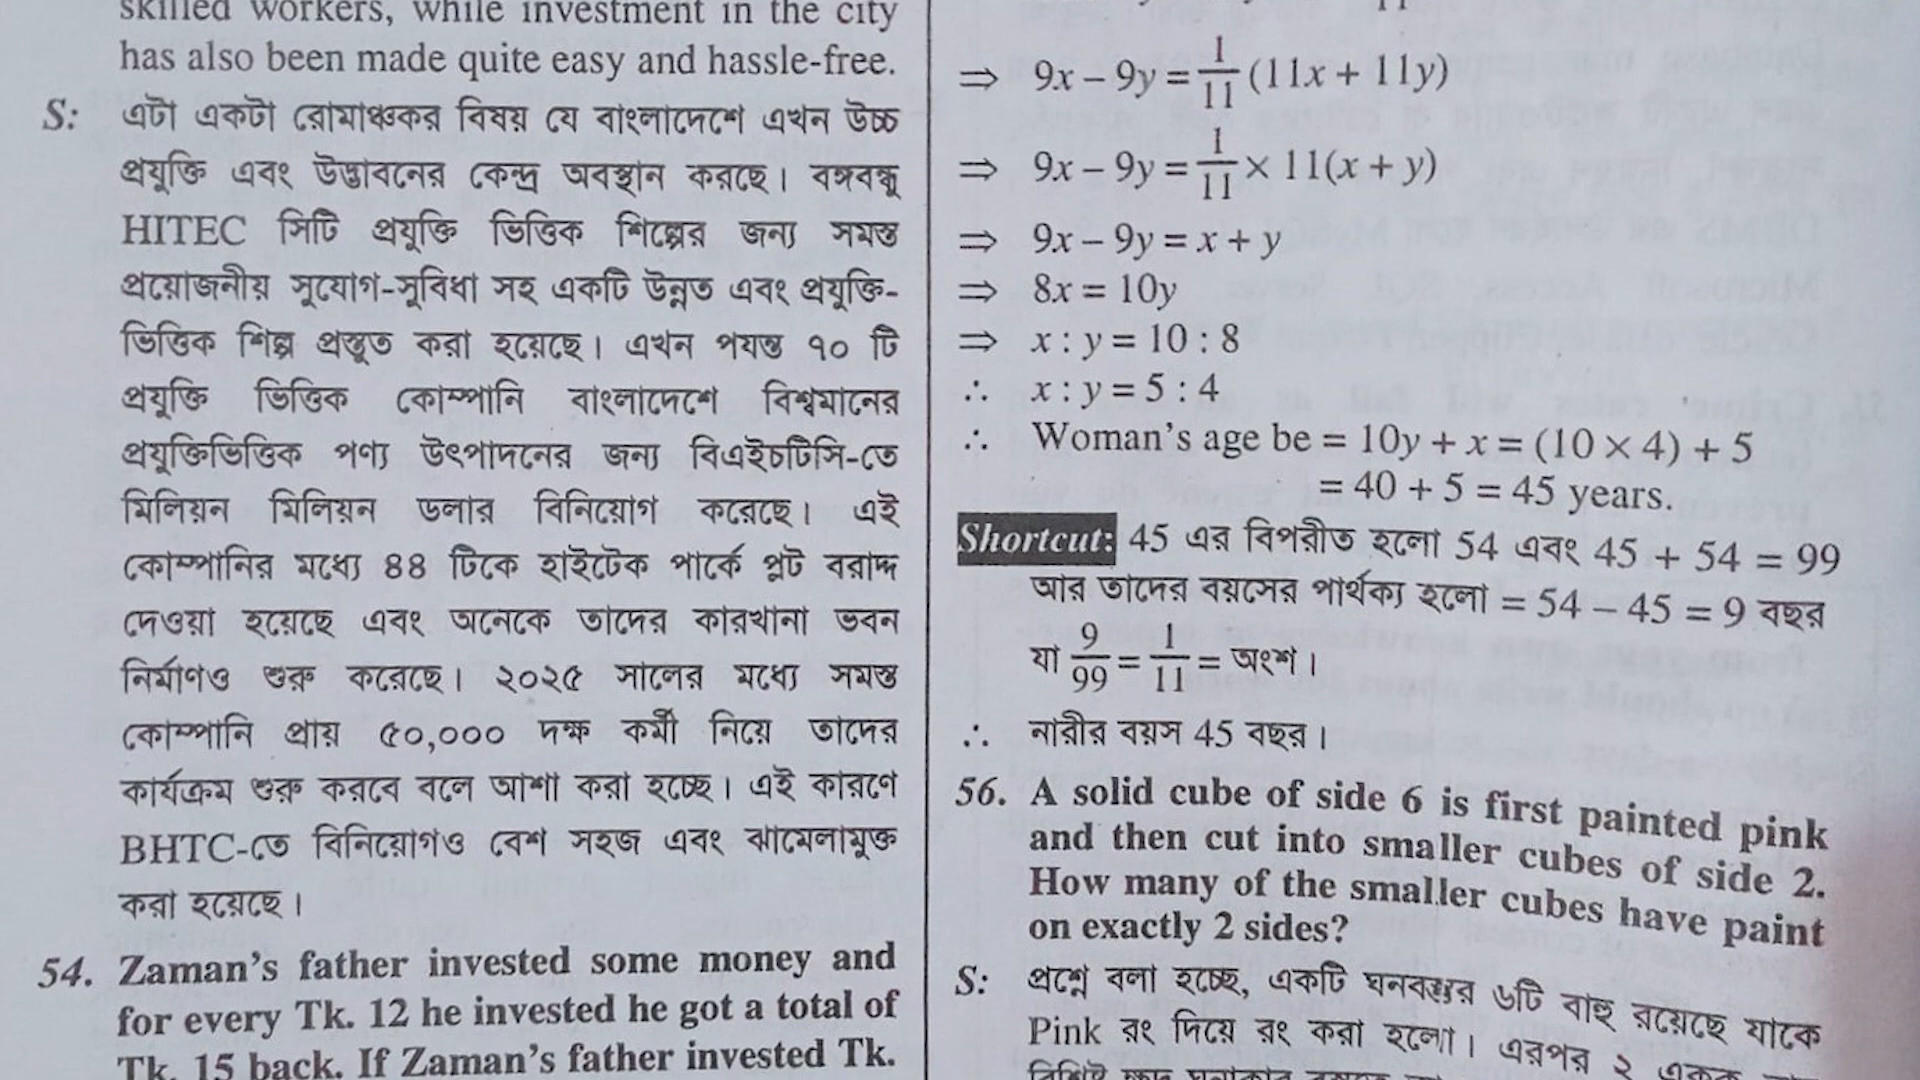 skilled workers, while investment in the city
has also been made quite easy and hassle-free.
S: এটা একটা রোমাঞ্চকর বিষয় যে বাংলাদেশে এখন উচ্চ
প্রযুক্তি এবং উদ্ভাবনের কেন্দ্র অবস্থান করছে। বঙ্গবন্ধু
HITEC সিটি প্রযুক্তি ভিত্তিক শিল্পের জন্য সমস্ত
প্রয়োজনীয় সুযোগ-সুবিধা সহ একটি উন্নত এবং প্রযুক্তি-
ভিত্তিক শিল্প প্রস্তুত করা হয়েছে। এখন পযন্ত ৭০ টি
প্রযুক্তি ভিত্তিক কোম্পানি বাংলাদেশে বিশ্বমানের
প্রযুক্তিভিত্তিক পণ্য উৎপাদনের জন্য বিএইচটিসি-তে
মিলিয়ন মিলিয়ন ডলার বিনিয়োগ করেছে। এই
কোম্পানির মধ্যে ৪৪ টিকে হাইটেক পার্কে প্লট বরাদ্দ
দেওয়া হয়েছে এবং অনেকে তাদের কারখানা ভবন
নির্মাণও শুরু করেছে। ২০২৫ সালের মধ্যে সমস্ত
কোম্পানি প্রায় ৫০,০০০ দক্ষ কর্মী নিয়ে তাদের
কার্যক্রম শুরু করবে বলে আশা করা হচ্ছে। এই কারণে
BHTC-তে বিনিয়োগও বেশ সহজ এবং ঝামেলামুক্ত
করা হয়েছে।
54. Zaman's father invested some money and
for every Tk. 12 he invested he got a total of
Tk. 15 back. If Zaman's father invested Tk.
⇒ 9x – 9y = 1/11 (11x + 11y)
⇒ 9x – 9y = 1/11 × 11(x + y)
⇒ 9x – 9y = x + y
⇒ 8x = 10y
⇒ x : y = 10 : 8
∴ x : y = 5 : 4
∴ Woman's age be = 10y + x = (10 × 4) + 5
= 40 + 5 = 45 years.
Shortcut: 45 এর বিপরীত হলো 54 এবং 45 + 54 = 99
আর তাদের বয়সের পার্থক্য হলো = 54 – 45 = 9 বছর
যা 9/99 = 1/11 = অংশ।
∴ নারীর বয়স 45 বছর।
56. A solid cube of side 6 is first painted pink
and then cut into smaller cubes of side 2.
How many of the smaller cubes have paint
on exactly 2 sides?
S: প্রশ্নে বলা হচ্ছে, একটি ঘনবস্তুর ৬টি বাহু রয়েছে যাকে
Pink রং দিয়ে রং করা হলো। এরপর ২ একক